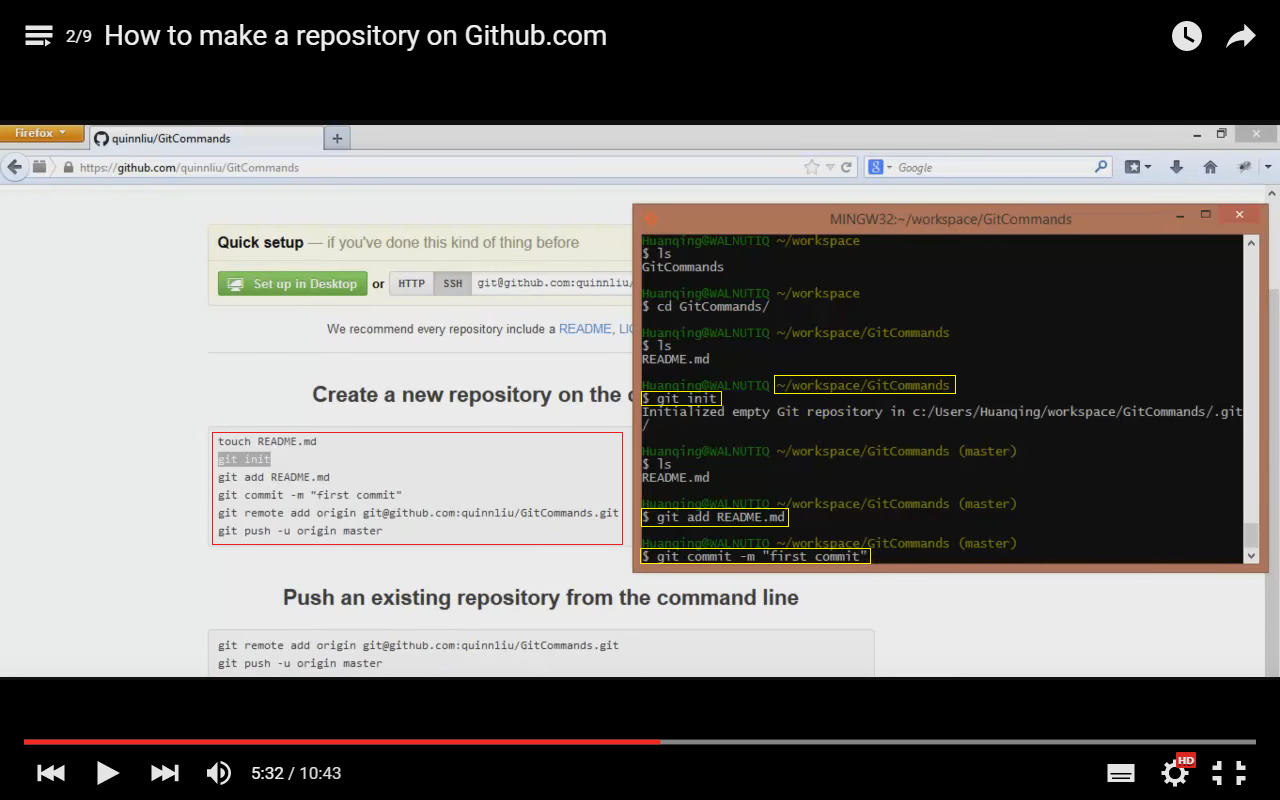 2/9 How to make a repository on Github.com
Firefox
quinnliu/GitCommands
https://github.com/quinnliu/GitCommands
Google
Quick setup — if you've done this kind of thing before
Set up in Desktop or HTTP SSH git@github.com:quinnliu/
We recommend every repository include a README, LIC
Create a new repository on the c
touch README.md
git init
git add README.md
git commit -m "first commit"
git remote add origin git@github.com:quinnliu/GitCommands.git
git push -u origin master
Push an existing repository from the command line
git remote add origin git@github.com:quinnliu/GitCommands.git
git push -u origin master
MINGW32:~/workspace/GitCommands
Huanqing@WALNUTIQ ~/workspace
$ ls
GitCommands
Huanqing@WALNUTIQ ~/workspace
$ cd GitCommands/
Huanqing@WALNUTIQ ~/workspace/GitCommands
$ ls
README.md
Huanqing@WALNUTIQ ~/workspace/GitCommands
$ git init
Initialized empty Git repository in c:/Users/Huanqing/workspace/GitCommands/.git
/
Huanqing@WALNUTIQ ~/workspace/GitCommands (master)
$ ls
README.md
Huanqing@WALNUTIQ ~/workspace/GitCommands (master)
$ git add README.md
Huanqing@WALNUTIQ ~/workspace/GitCommands (master)
$ git commit -m "first commit"
5:32 / 10:43
HD